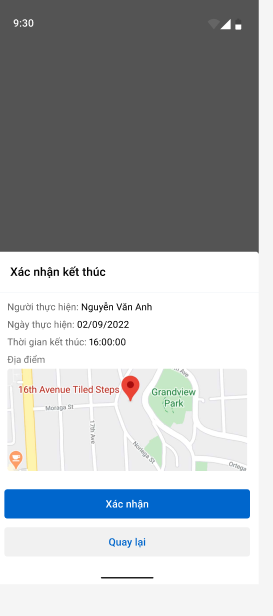 9:30
Xác nhận kết thúc
Người thực hiện: Nguyễn Văn Anh
Ngày thực hiện: 02/09/2022
Thời gian kết thúc: 16:00:00
Địa điểm
16th Avenue Tiled Steps
Grandview
Park
Moraga St
17th Ave
Noriega St
Ortega
Xác nhận
Quay lại